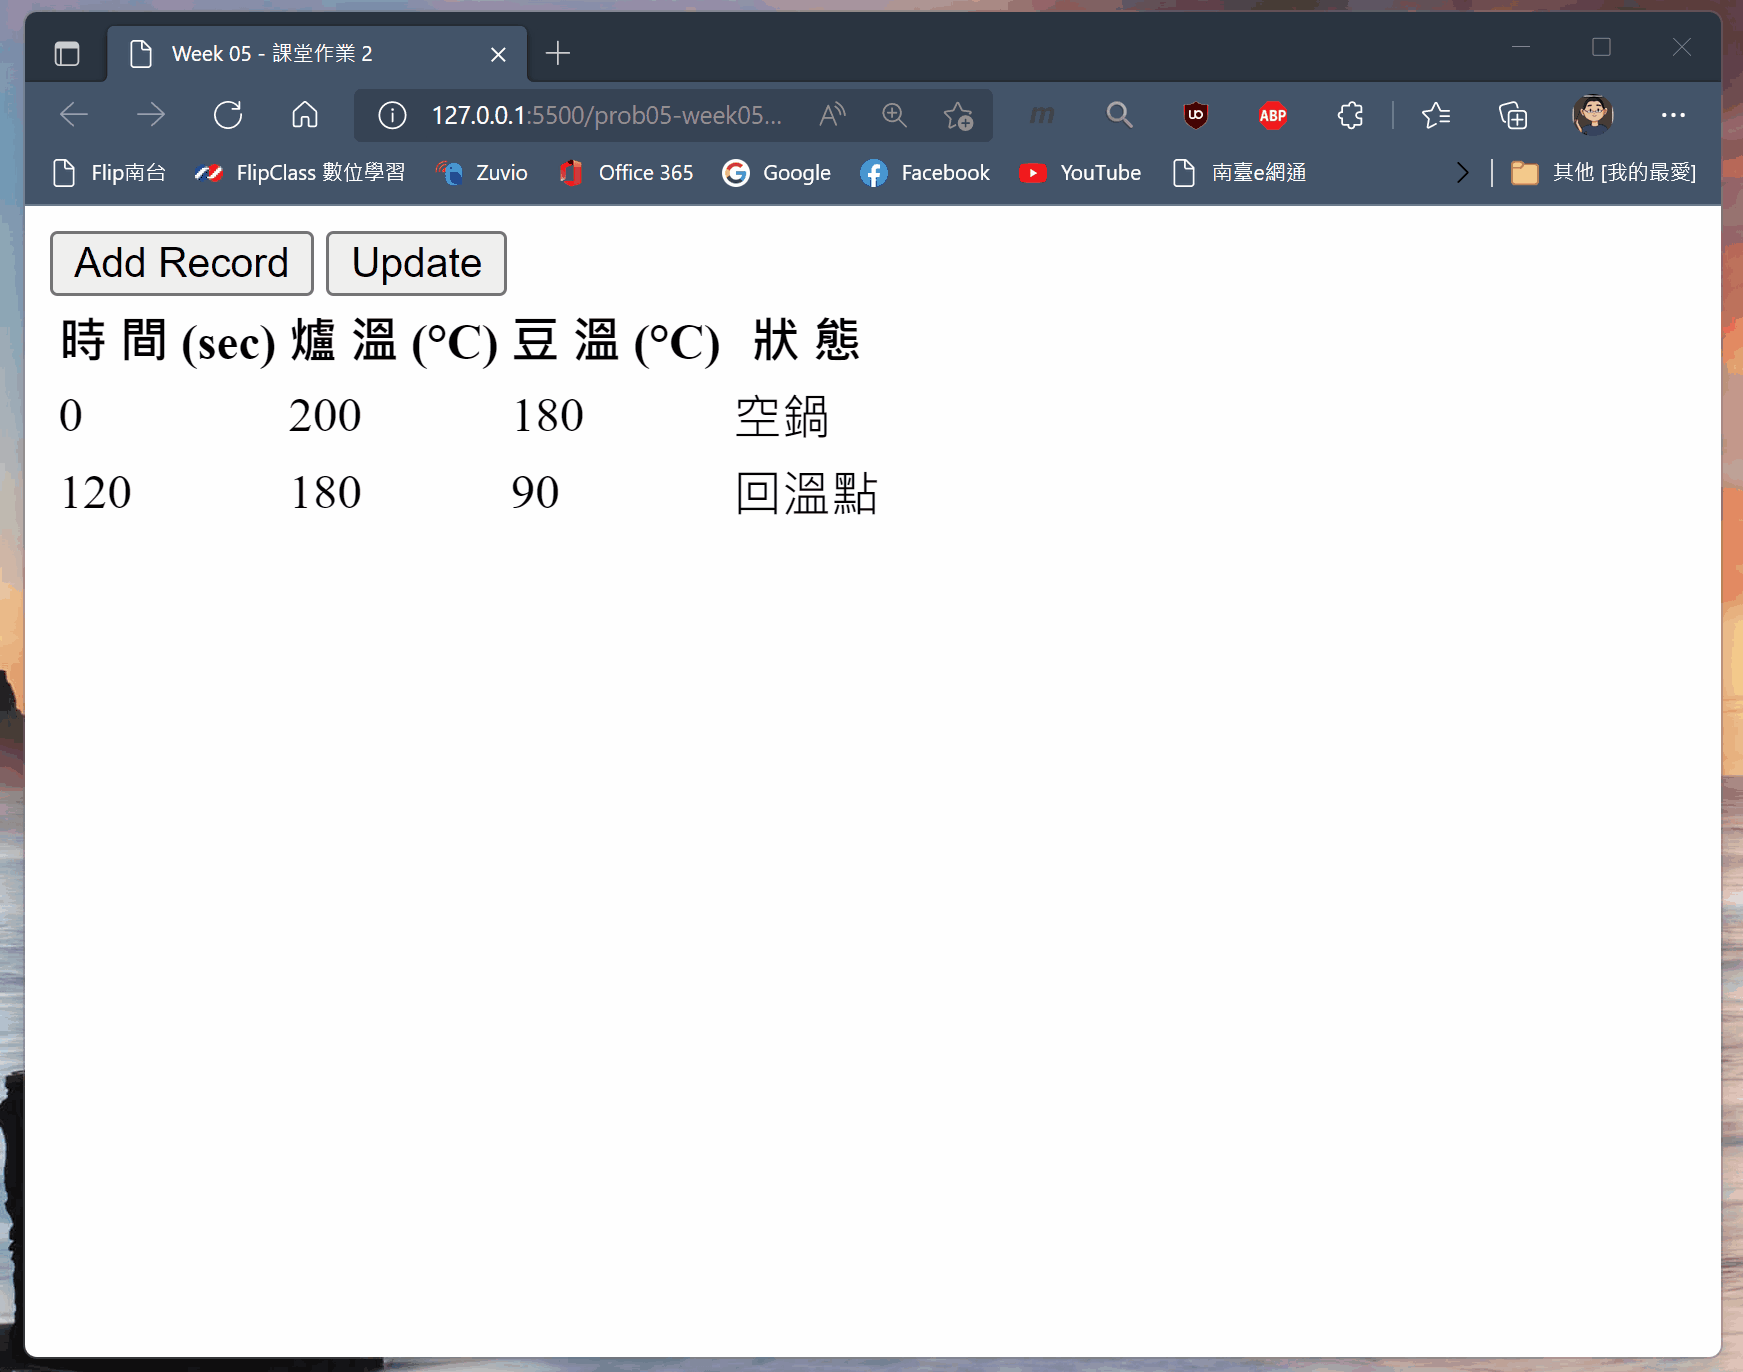 Week 05 - 課堂作業 2
127.0.0.1:5500/prob05-week05...
ABP
Flip南台 FlipClass 數位學習 Zuvio Office 365 Google Facebook YouTube 南臺e網通 其他 [我的最愛]
Add Record Update
時 間 (sec) 爐 溫 (°C) 豆 溫 (°C) 狀 態
0 200 180 空鍋
120 180 90 回溫點